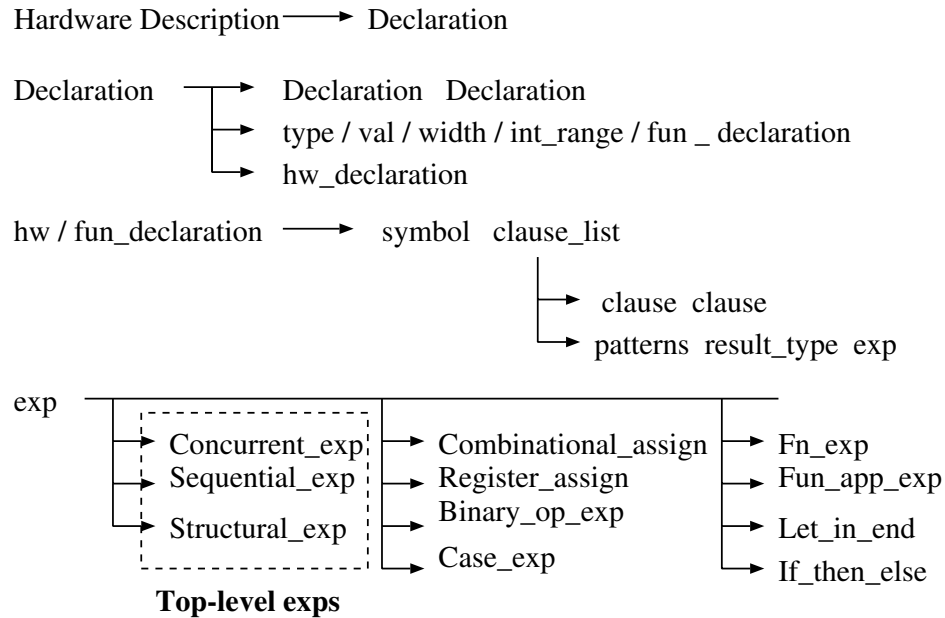 Hardware Description Declaration
Declaration Declaration Declaration
type / val / width / int_range / fun _ declaration
hw_declaration
hw / fun_declaration symbol clause_list
clause clause
patterns result_type exp
exp
Concurrent_exp Combinational_assign Fn_exp
Sequential_exp Register_assign Fun_app_exp
Structural_exp Binary_op_exp Let_in_end
Case_exp If_then_else
Top-level exps